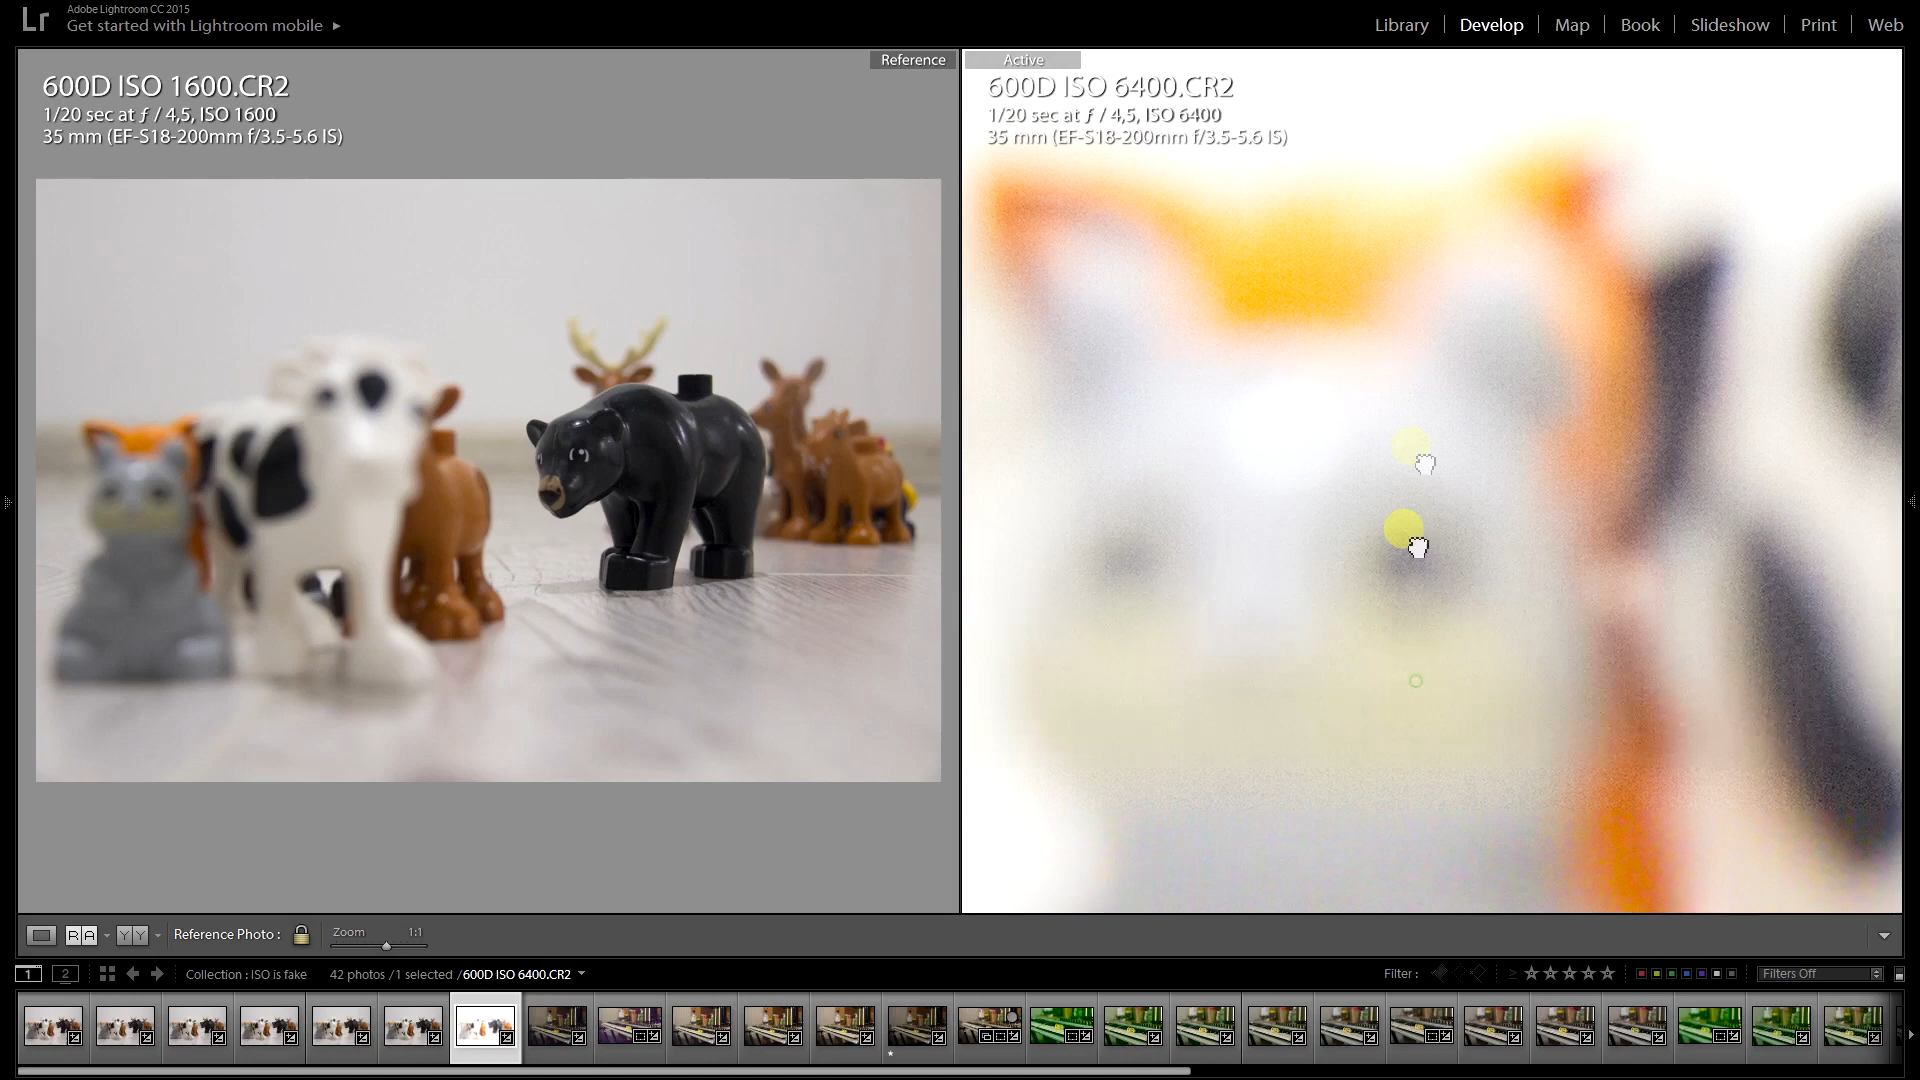 Lr
Adobe Lightroom CC 2015
Get started with Lightroom mobile
Library
Develop
Map
Book
Slideshow
Print
Web
Reference
600D ISO 1600.CR2
1/20 sec at ƒ / 4,5, ISO 1600
35 mm (EF-S18-200mm f/3.5-5.6 IS)
Active
600D ISO 6400.CR2
1/20 sec at ƒ / 4,5, ISO 6400
35 mm (EF-S18-200mm f/3.5-5.6 IS)
R A
Y Y
Reference Photo :
Zoom
1:1
1
2
Collection : ISO is fake
42 photos /1 selected /600D ISO 6400.CR2
Filter :
Filters Off